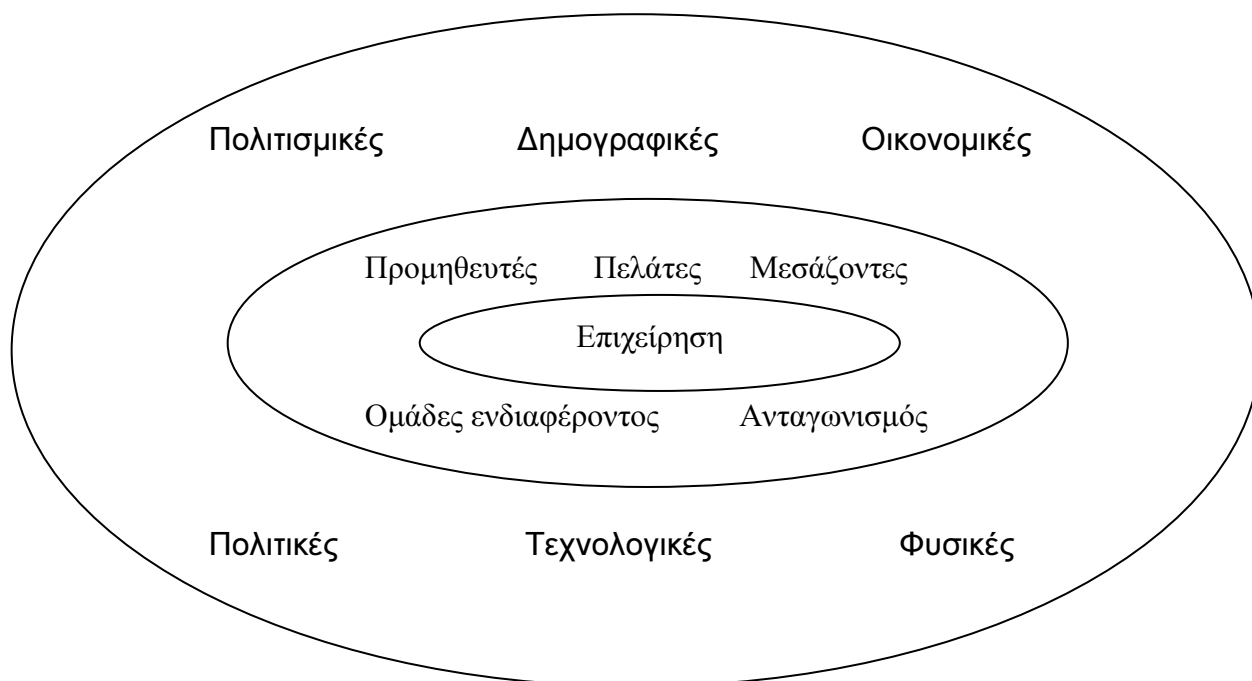 Πολιτισμικές Δημογραφικές Οικονομικές
Προμηθευτές Πελάτες Μεσάζοντες
Επιχείρηση
Ομάδες ενδιαφέροντος Ανταγωνισμός
Πολιτικές Τεχνολογικές Φυσικές